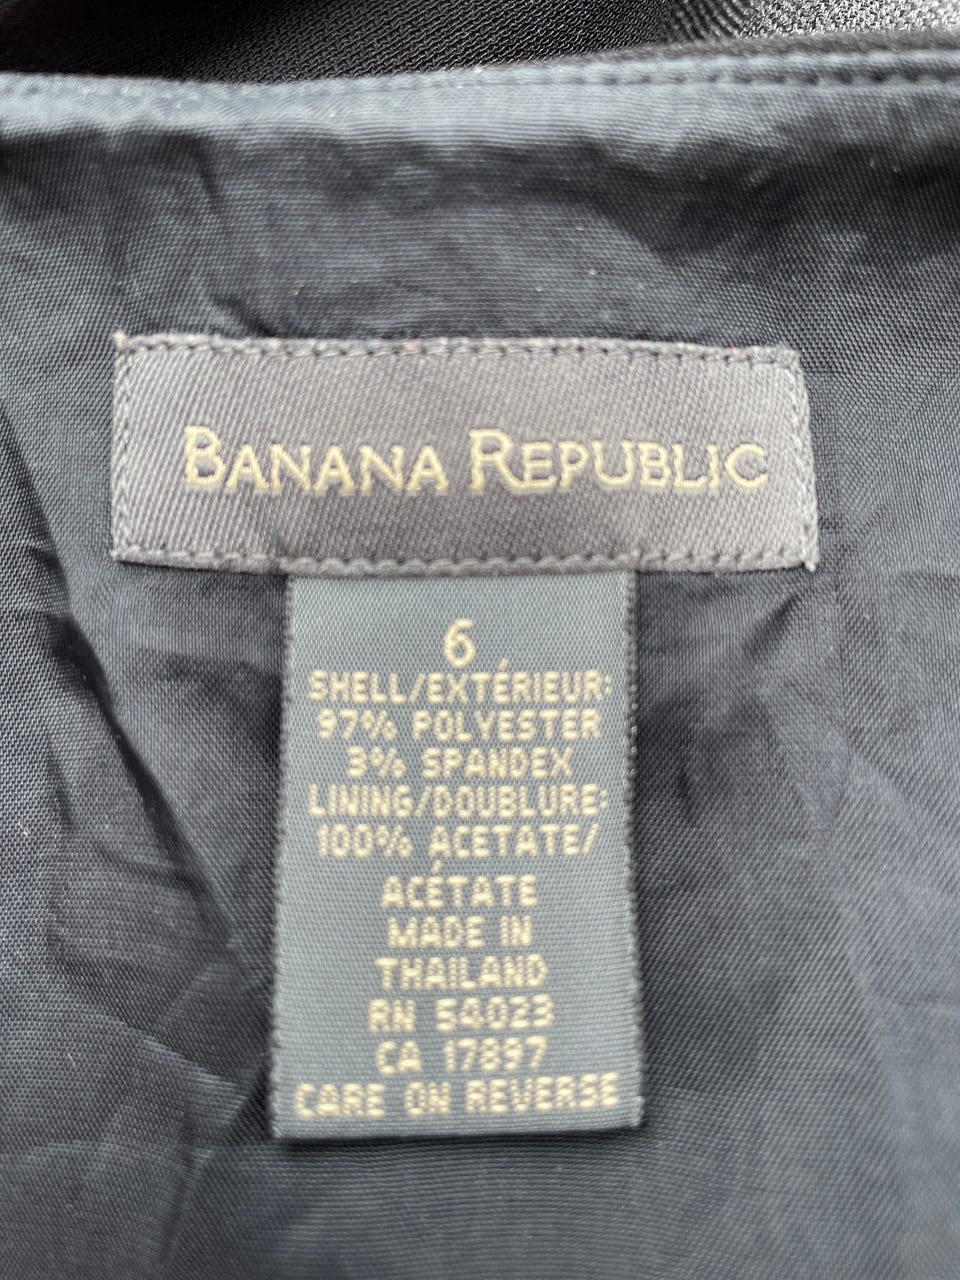 BANANA REPUBLIC
6
SHELL/EXTÉRIEUR:
97% POLYESTER
3% SPANDEX
LINING/DOUBLURE:
100% ACETATE/
ACÉTATE
MADE IN
THAILAND
RN 54023
CA 17897
CARE ON REVERSE